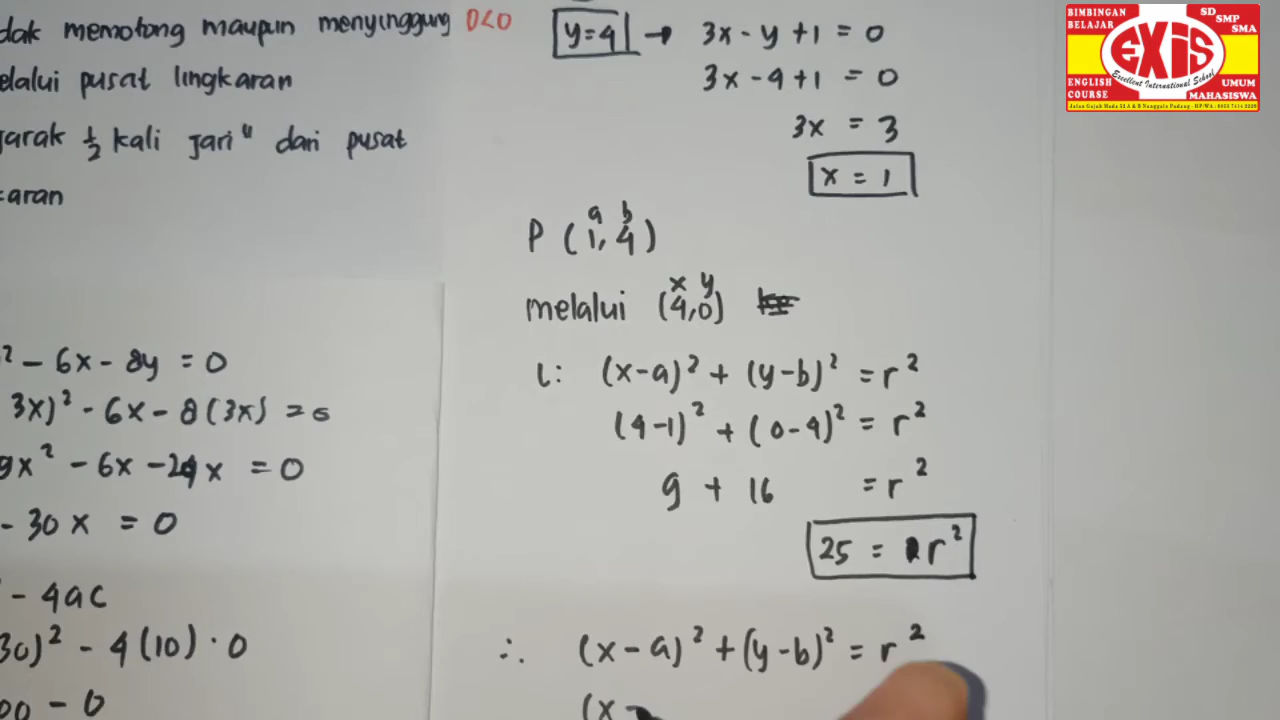 dak memotong maupun menyinggung D<0
elalui pusat lingkaran
jarak 1/2 kali jari" dari pusat
karan
² - 6x - 8y = 0
3x)² - 6x - 8(3x) = 0
9x² - 6x - 24x = 0
- 30x = 0
- 4ac
30)² - 4(10) · 0
00 - 0
y = 4 → 3x - y + 1 = 0
3x - 4 + 1 = 0
3x = 3
x = 1
a b
P (1, 4)
x y
melalui (4,0)
L: (x-a)² + (y-b)² = r²
(4-1)² + (0-4)² = r²
9 + 16 = r²
25 = r²
∴ (x-a)² + (y-b)² = r²
(x -
BIMBINGAN BELAJAR
SD SMP SMA
EXIS
Excellent International School
ENGLISH COURSE
UMUM MAHASISWA